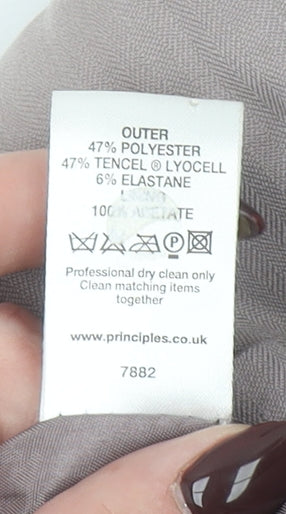 OUTER
47% POLYESTER
47% TENCEL ® LYOCELL
6% ELASTANE
LINING
100% ACETATE
P
Professional dry clean only
Clean matching items
together
www.principles.co.uk
7882